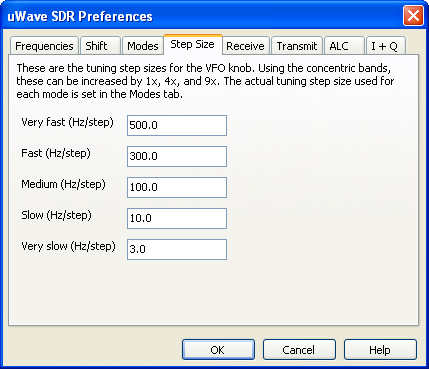 uWave SDR Preferences
Frequencies Shift Modes Step Size Receive Transmit ALC I + Q
These are the tuning step sizes for the VFO knob. Using the concentric bands,
these can be increased by 1x, 4x, and 9x. The actual tuning step size used for
each mode is set in the Modes tab.
Very fast (Hz/step) 500.0
Fast (Hz/step) 300.0
Medium (Hz/step) 100.0
Slow (Hz/step) 10.0
Very slow (Hz/step) 3.0
OK Cancel Help